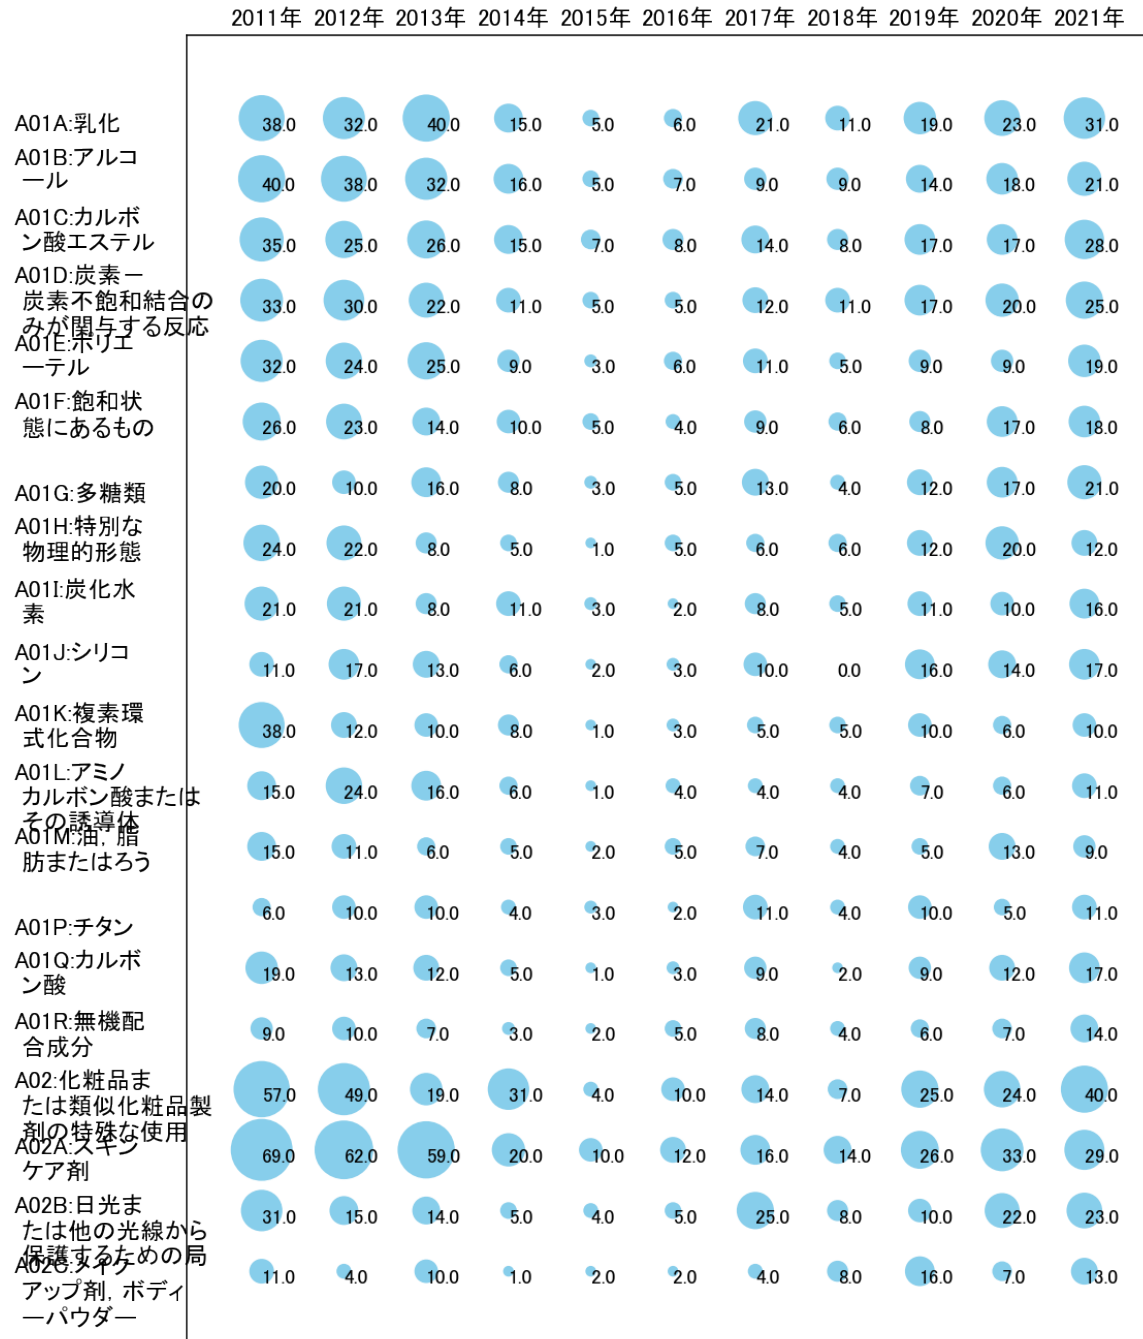 2011年 2012年 2013年 2014年 2015年 2016年 2017年 2018年 2019年 2020年 2021年
A01A:乳化
38.0 32.0 40.0 15.0 5.0 6.0 21.0 11.0 19.0 23.0 31.0
A01B:アルコ
ール
40.0 38.0 32.0 16.0 5.0 7.0 9.0 9.0 14.0 18.0 21.0
A01C:カルボ
ン酸エステル
35.0 25.0 26.0 15.0 7.0 8.0 14.0 8.0 17.0 17.0 28.0
A01D:炭素－
炭素不飽和結合の
みが関与する反応
33.0 30.0 22.0 11.0 5.0 5.0 12.0 11.0 17.0 20.0 25.0
A01E:ポリエ
ーテル
32.0 24.0 25.0 9.0 3.0 6.0 11.0 5.0 9.0 9.0 19.0
A01F:飽和状
態にあるもの
26.0 23.0 14.0 10.0 5.0 4.0 9.0 6.0 8.0 17.0 18.0
A01G:多糖類
20.0 10.0 16.0 8.0 3.0 5.0 13.0 4.0 12.0 17.0 21.0
A01H:特別な
物理的形態
24.0 22.0 8.0 5.0 1.0 5.0 6.0 6.0 12.0 20.0 12.0
A01I:炭化水
素
21.0 21.0 8.0 11.0 3.0 2.0 8.0 5.0 11.0 10.0 16.0
A01J:シリコ
ン
11.0 17.0 13.0 6.0 2.0 3.0 10.0 0.0 16.0 14.0 17.0
A01K:複素環
式化合物
38.0 12.0 10.0 8.0 1.0 3.0 5.0 5.0 10.0 6.0 10.0
A01L:アミノ
カルボン酸または
その誘導体
15.0 24.0 16.0 6.0 1.0 4.0 4.0 4.0 7.0 6.0 11.0
A01M:油，脂
肪またはろう
15.0 11.0 6.0 5.0 2.0 5.0 7.0 4.0 5.0 13.0 9.0
A01P:チタン
6.0 10.0 10.0 4.0 3.0 2.0 11.0 4.0 10.0 5.0 11.0
A01Q:カルボ
ン酸
19.0 13.0 12.0 5.0 1.0 3.0 9.0 2.0 9.0 12.0 17.0
A01R:無機配
合成分
9.0 10.0 7.0 3.0 2.0 5.0 8.0 4.0 6.0 7.0 14.0
A02:化粧品ま
たは類似化粧品製
剤の特殊な使用
57.0 49.0 19.0 31.0 4.0 10.0 14.0 7.0 25.0 24.0 40.0
A02A:スキン
ケア剤
69.0 62.0 59.0 20.0 10.0 12.0 16.0 14.0 26.0 33.0 29.0
A02B:日光ま
たは他の光線から
保護するための局
31.0 15.0 14.0 5.0 4.0 5.0 25.0 8.0 10.0 22.0 23.0
A02C:メイク
アップ剤，ボディ
ーパウダー
11.0 4.0 10.0 1.0 2.0 2.0 4.0 8.0 16.0 7.0 13.0